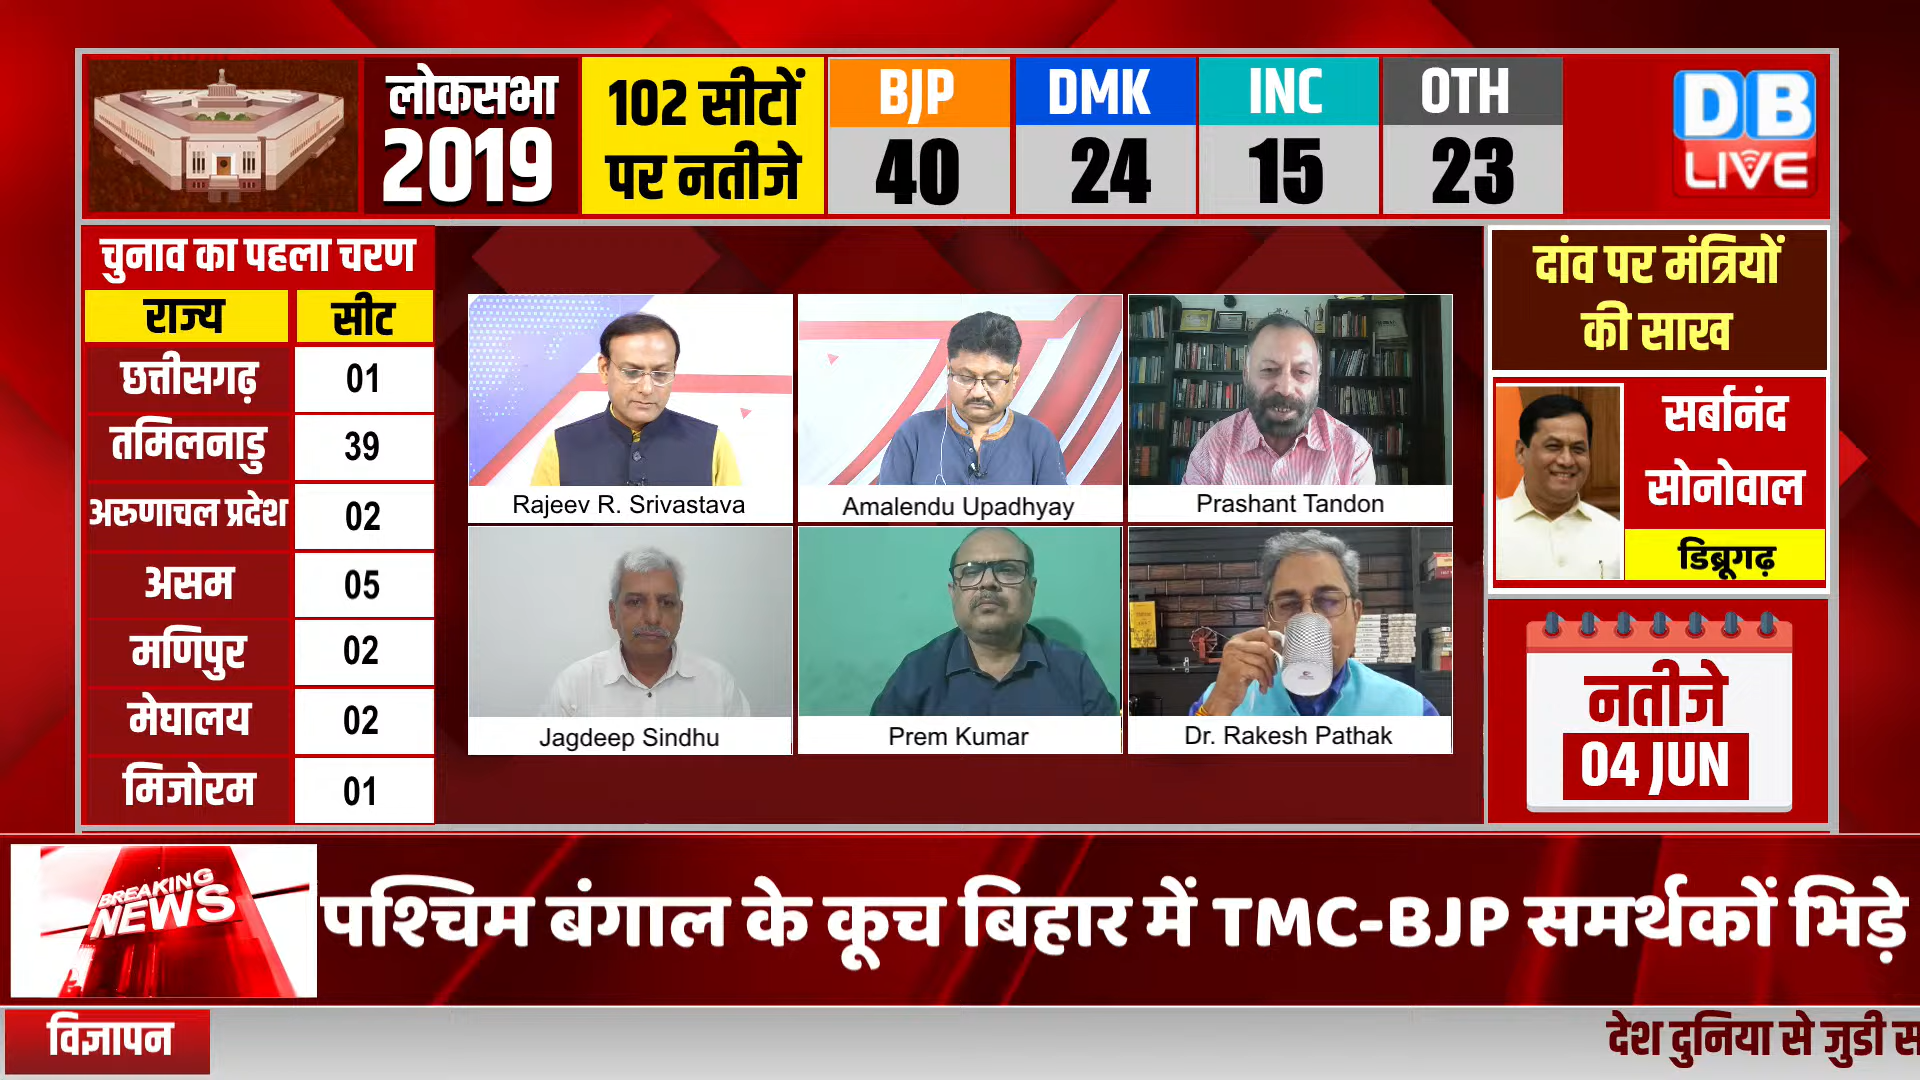 लोकसभा
2019
102 सीटों
पर नतीजे
BJP
40
DMK
24
INC
15
OTH
23
DB
LIVE
चुनाव का पहला चरण
राज्य सीट
छत्तीसगढ़ 01
तमिलनाडु 39
अरुणाचल प्रदेश 02
असम 05
मणिपुर 02
मेघालय 02
मिजोरम 01
Rajeev R. Srivastava
Amalendu Upadhyay
Prashant Tandon
Jagdeep Sindhu
Prem Kumar
Dr. Rakesh Pathak
दांव पर मंत्रियों
की साख
सर्बानंद
सोनोवाल
डिब्रूगढ़
नतीजे
04 JUN
BREAKING
NEWS
पश्चिम बंगाल के कूच बिहार में TMC-BJP समर्थकों भिड़े
विज्ञापन
देश दुनिया से जुडी स